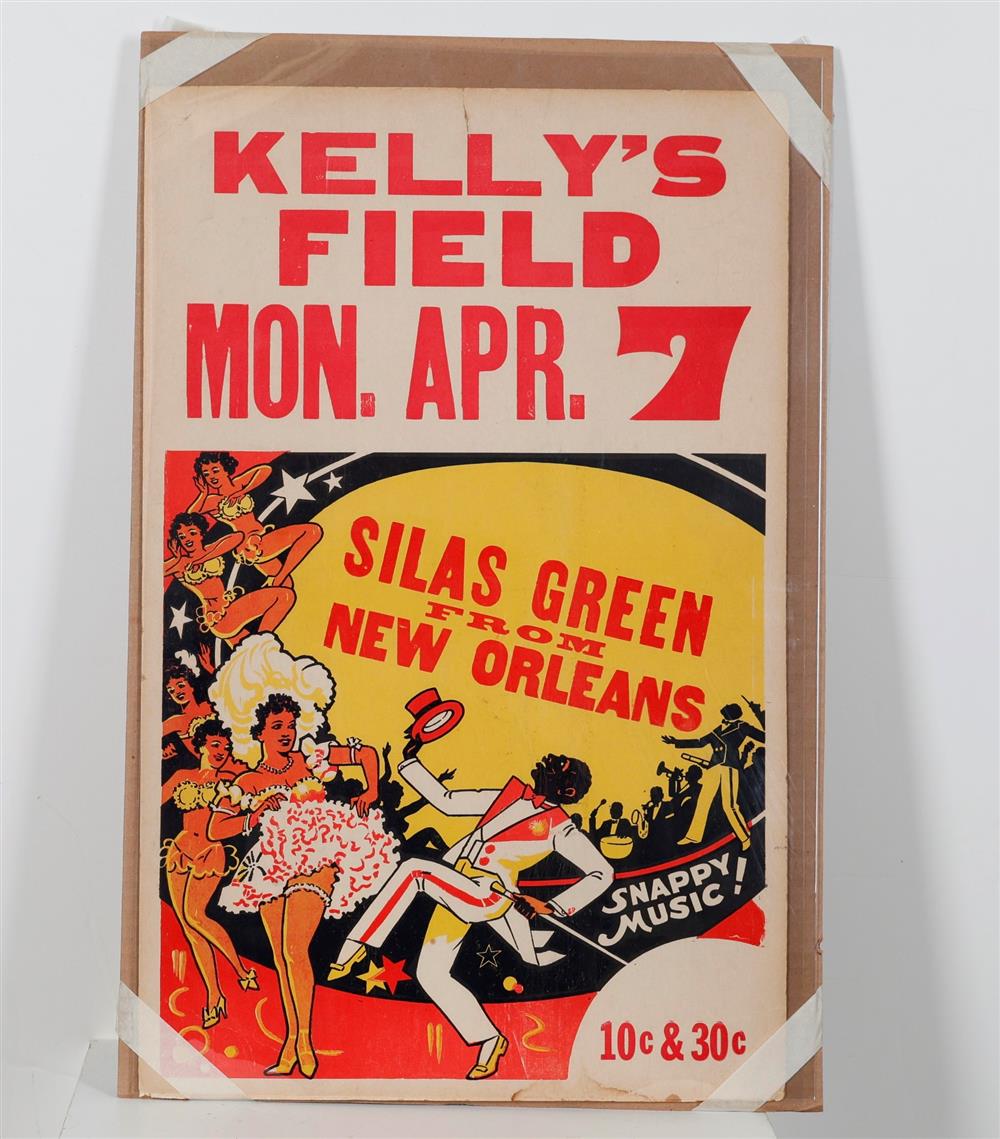 KELLY'S
FIELD
MON. APR. 7
SILAS GREEN
FROM
NEW ORLEANS
SNAPPY
MUSIC!
10c & 30c